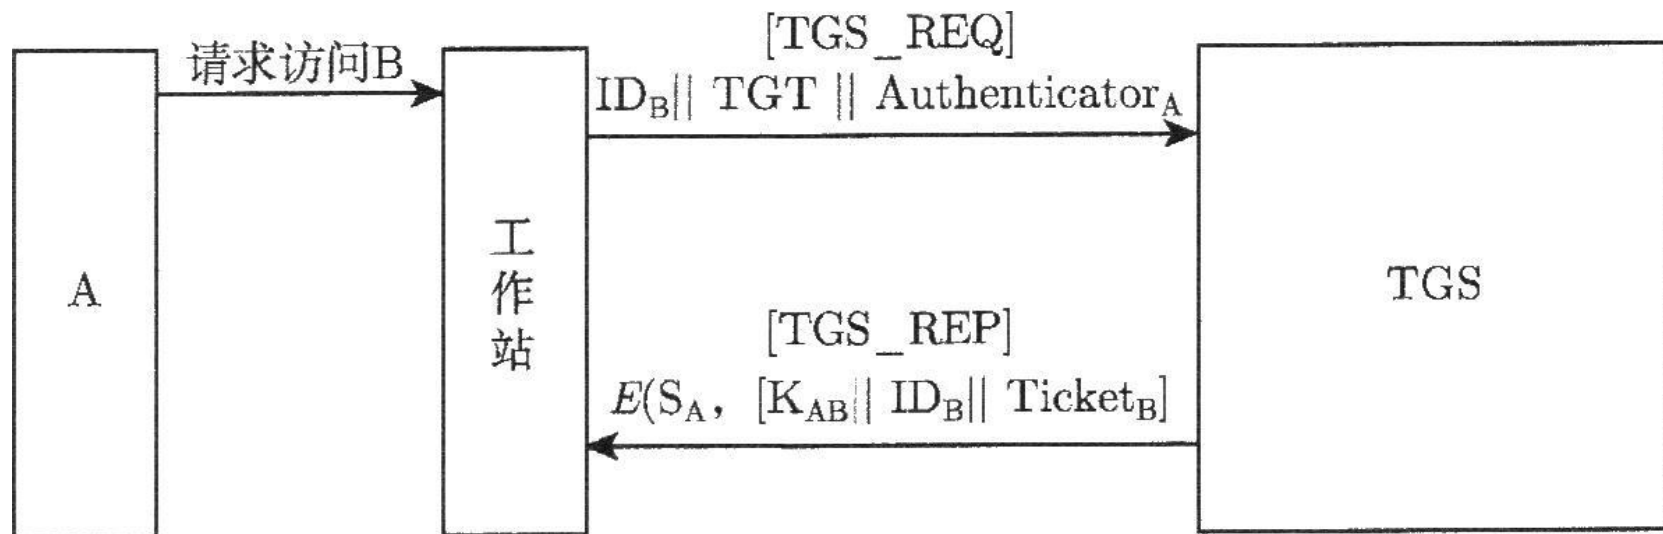 请求访问B
[TGS_REQ]
ID_B|| TGT || Authenticator_A
A
工作站
TGS
[TGS_REP]
E(S_A, [K_AB|| ID_B|| Ticket_B]